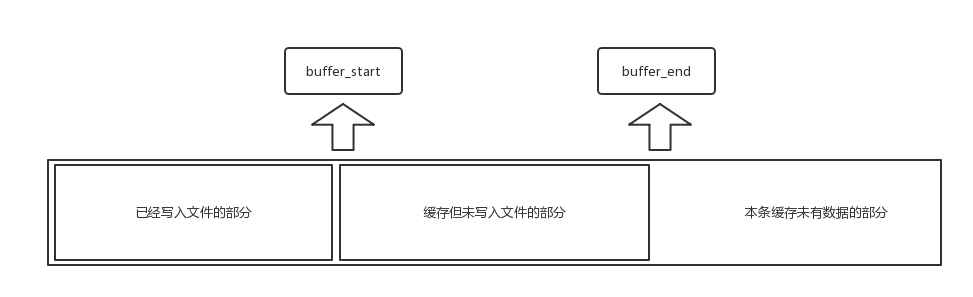 buffer_start
buffer_end
已经写入文件的部分
缓存但未写入文件的部分
本条缓存未有数据的部分